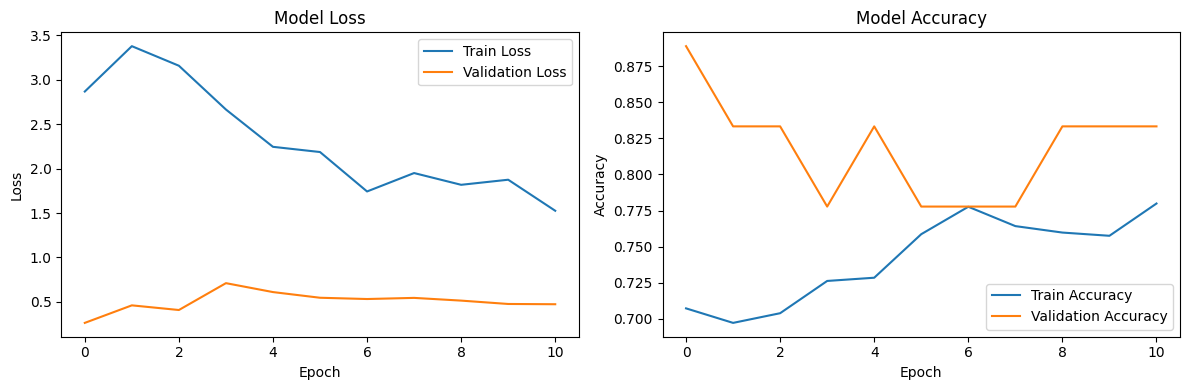 Model Loss
3.5
3.0
2.5
2.0
1.5
1.0
0.5
Loss
Train Loss
Validation Loss
0 2 4 6 8 10
Epoch
Model Accuracy
0.875
0.850
0.825
0.800
0.775
0.750
0.725
0.700
Accuracy
Train Accuracy
Validation Accuracy
0 2 4 6 8 10
Epoch